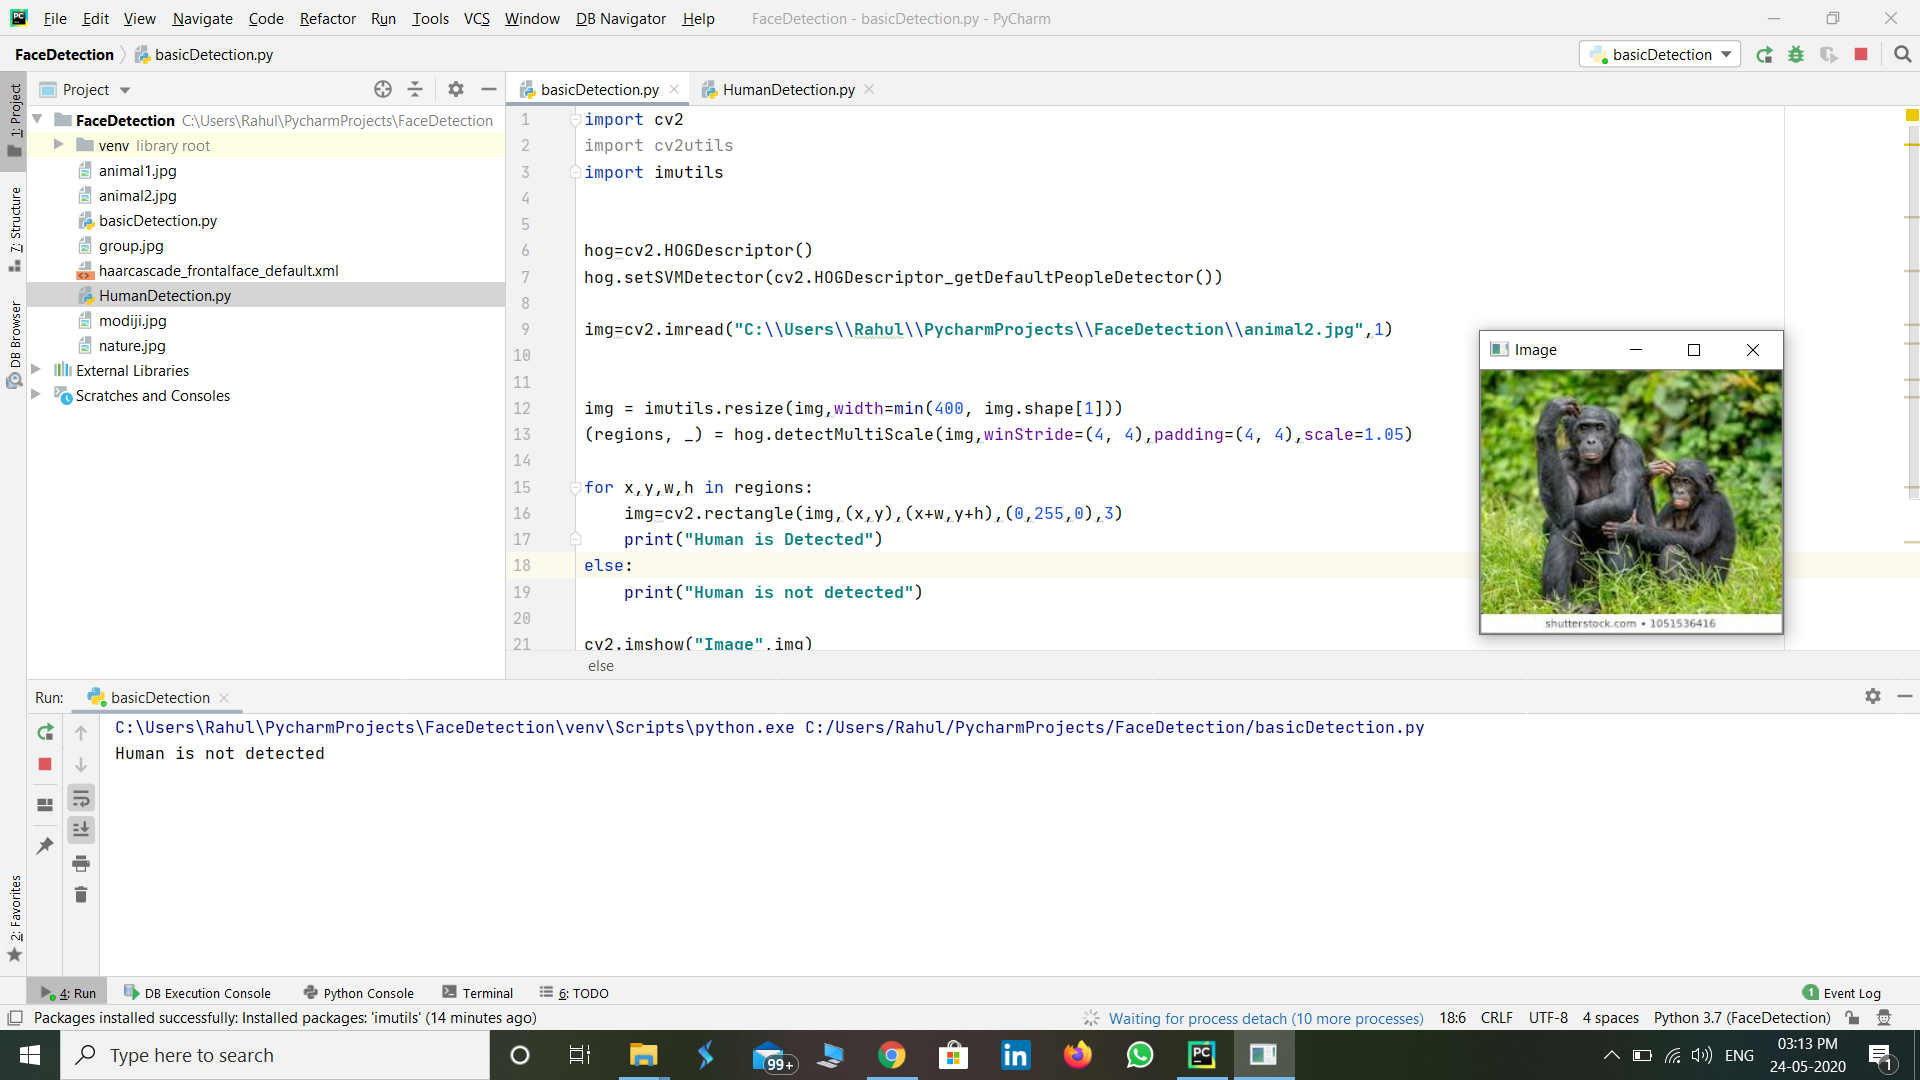 File Edit View Navigate Code Refactor Run Tools VCS Window DB Navigator Help FaceDetection - basicDetection.py - PyCharm
FaceDetection basicDetection.py basicDetection
1: Project
7: Structure
DB Browser
2: Favorites
Project
FaceDetection C:\Users\Rahul\PycharmProjects\FaceDetection
venv library root
animal1.jpg
animal2.jpg
basicDetection.py
group.jpg
haarcascade_frontalface_default.xml
HumanDetection.py
modiji.jpg
nature.jpg
External Libraries
Scratches and Consoles
basicDetection.py HumanDetection.py
1 import cv2
2 import cv2utils
3 import imutils
4
5
6 hog=cv2.HOGDescriptor()
7 hog.setSVMDetector(cv2.HOGDescriptor_getDefaultPeopleDetector())
8
9 img=cv2.imread("C:\\Users\\Rahul\\PycharmProjects\\FaceDetection\\animal2.jpg",1)
10
11
12 img = imutils.resize(img,width=min(400, img.shape[1]))
13 (regions, _) = hog.detectMultiScale(img,winStride=(4, 4),padding=(4, 4),scale=1.05)
14
15 for x,y,w,h in regions:
16 img=cv2.rectangle(img,(x,y),(x+w,y+h),(0,255,0),3)
17 print("Human is Detected")
18 else:
19 print("Human is not detected")
20
21 cv2.imshow("Image",img)
else
Image
shutterstock.com • 1051536416
Run: basicDetection
C:\Users\Rahul\PycharmProjects\FaceDetection\venv\Scripts\python.exe C:/Users/Rahul/PycharmProjects/FaceDetection/basicDetection.py
Human is not detected
4: Run DB Execution Console Python Console Terminal 6: TODO 1 Event Log
Packages installed successfully: Installed packages: 'imutils' (14 minutes ago) Waiting for process detach (10 more processes) 18:6 CRLF UTF-8 4 spaces Python 3.7 (FaceDetection)
Type here to search 99+ PC ENG 03:13 PM
24-05-2020 1